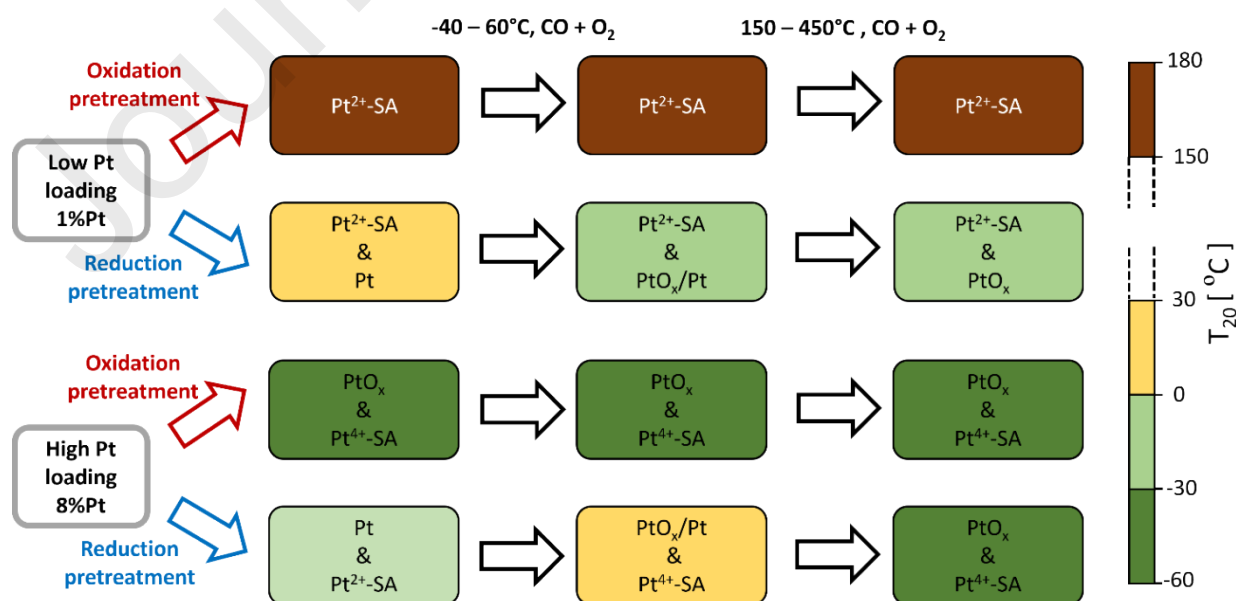 Jour
-40 – 60°C, CO + O₂
150 – 450°C , CO + O₂
Oxidation
pretreatment
Low Pt
loading
1%Pt
Reduction
pretreatment
Pt²⁺-SA
Pt²⁺-SA
Pt²⁺-SA
Pt²⁺-SA
&
Pt
Pt²⁺-SA
&
PtOₓ/Pt
Pt²⁺-SA
&
PtOₓ
Oxidation
pretreatment
High Pt
loading
8%Pt
Reduction
pretreatment
PtOₓ
&
Pt⁴⁺-SA
PtOₓ
&
Pt⁴⁺-SA
PtOₓ
&
Pt⁴⁺-SA
Pt
&
Pt²⁺-SA
PtOₓ/Pt
&
Pt⁴⁺-SA
PtOₓ
&
Pt⁴⁺-SA
180
150
30
0
-30
-60
T₂₀ [ °C ]